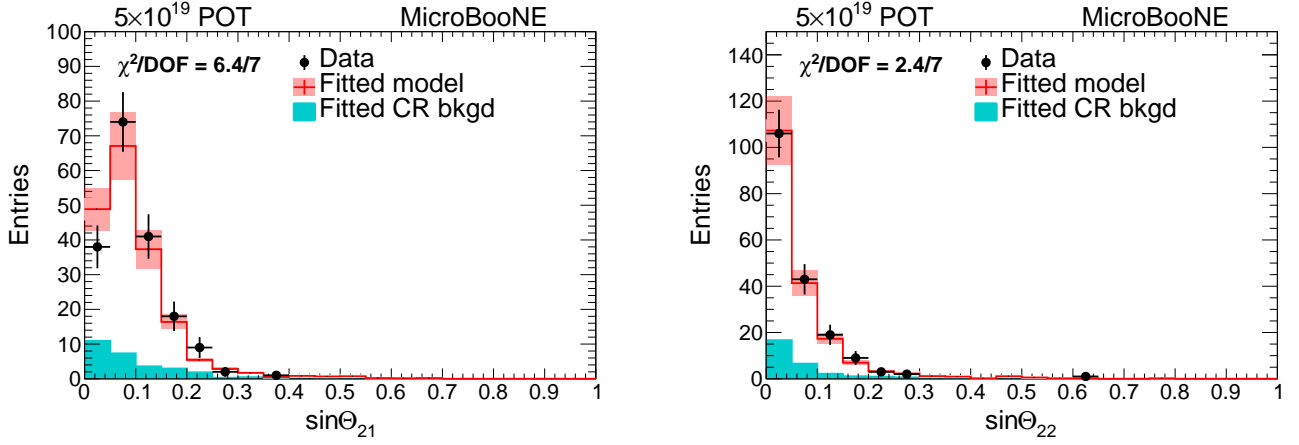 5×10¹⁹ POT MicroBooNE
χ²/DOF = 6.4/7
Data
Fitted model
Fitted CR bkgd
Entries
100
90
80
70
60
50
40
30
20
10
0
0 0.1 0.2 0.3 0.4 0.5 0.6 0.7 0.8 0.9 1
sinΘ₂₁
5×10¹⁹ POT MicroBooNE
χ²/DOF = 2.4/7
Data
Fitted model
Fitted CR bkgd
Entries
140
120
100
80
60
40
20
0
0 0.1 0.2 0.3 0.4 0.5 0.6 0.7 0.8 0.9 1
sinΘ₂₂